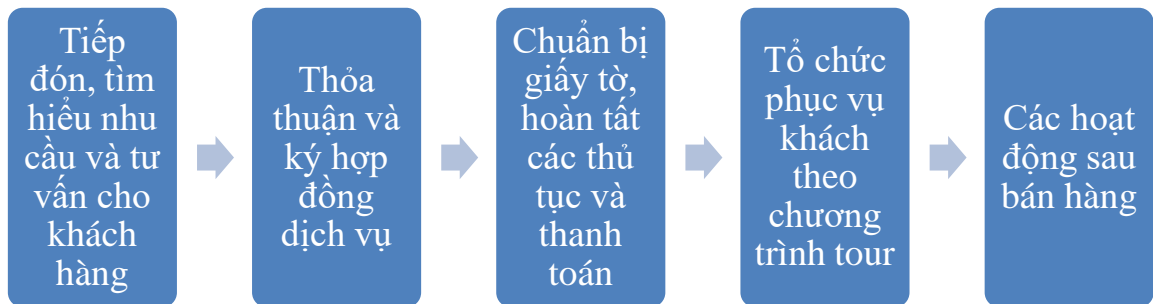 Tiếp
đón, tìm
hiểu nhu
cầu và tư
vấn cho
khách
hàng
Thỏa
thuận và
ký hợp
đồng
dịch vụ
Chuẩn bị
giấy tờ,
hoàn tất
các thủ
tục và
thanh
toán
Tổ chức
phục vụ
khách
theo
chương
trình tour
Các hoạt
động sau
bán hàng